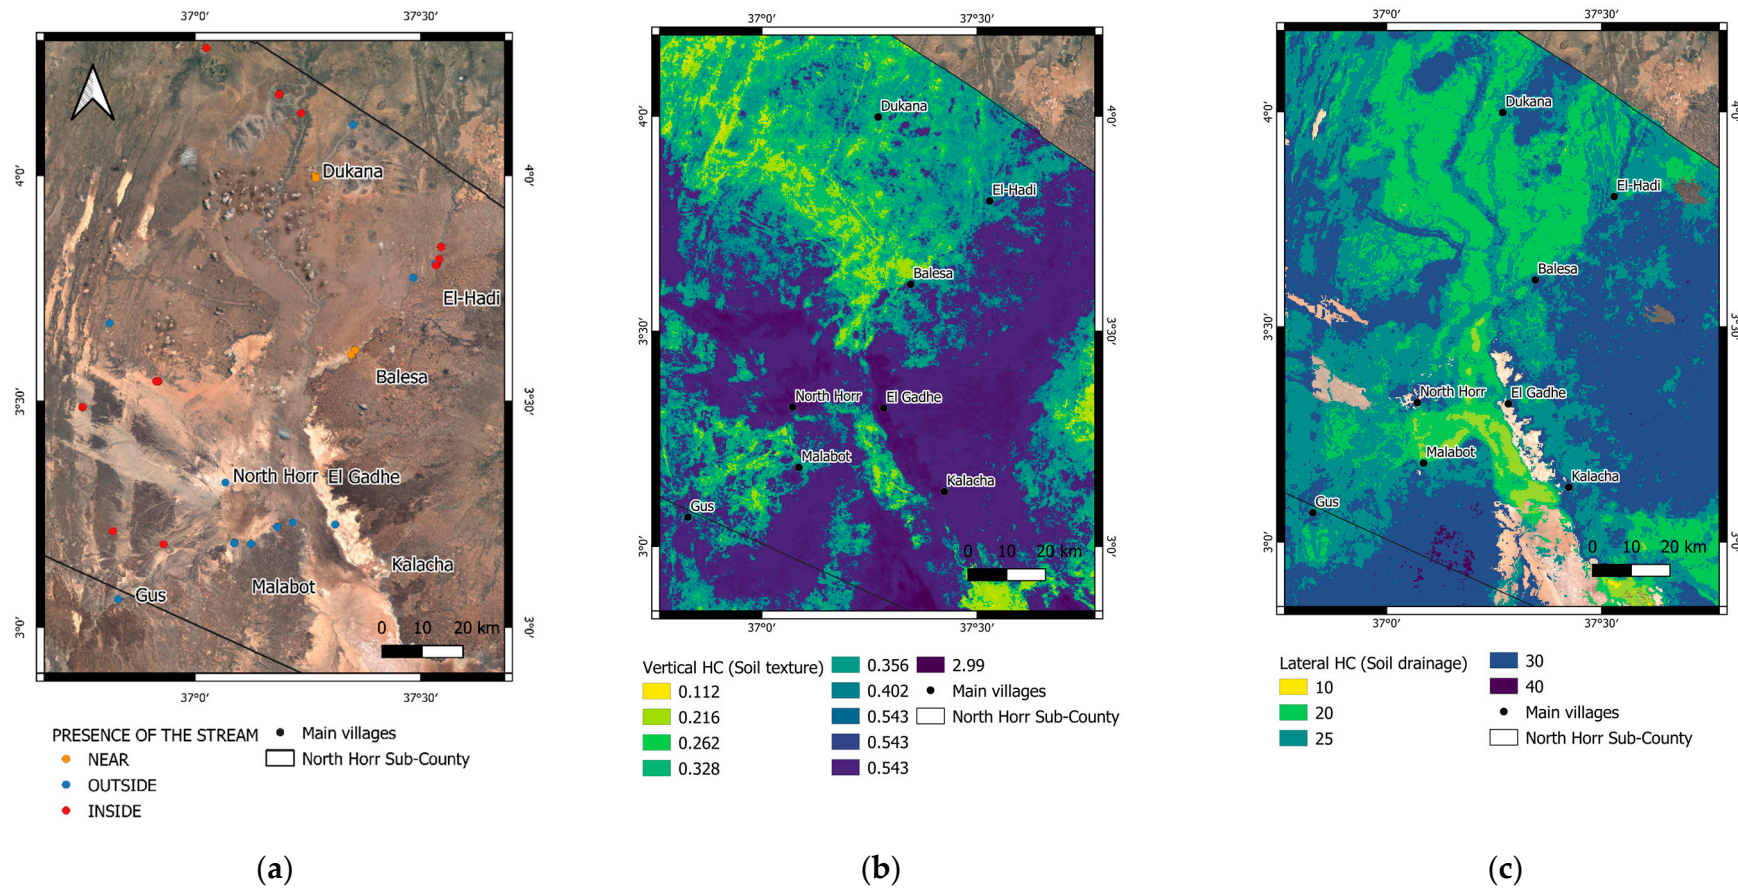 37°0'
37°30'
4°0'
3°30'
3°0'
4°0'
3°30'
3°0'
Dukana
El-Hadi
Balesa
North Horr
El Gadhe
Kalacha
Malabot
Gus
0 10 20 km
37°0'
37°30'
PRESENCE OF THE STREAM
NEAR
OUTSIDE
INSIDE
Main villages
North Horr Sub-County
(a)
37°0'
37°30'
4°0'
3°30'
3°0'
4°0'
3°30'
3°0'
Dukana
El-Hadi
Balesa
North Horr
El Gadhe
Malabot
Kalacha
Gus
0 10 20 km
37°0'
37°30'
Vertical HC (Soil texture)
0.112
0.216
0.262
0.328
0.356
0.402
0.543
0.543
0.543
2.99
Main villages
North Horr Sub-County
(b)
37°0'
37°30'
4°0'
3°30'
3°0'
4°0'
3°30'
3°0'
Dukana
El-Hadi
Balesa
North Horr
El Gadhe
Malabot
Kalacha
Gus
0 10 20 km
37°0'
37°30'
Lateral HC (Soil drainage)
10
20
25
30
40
Main villages
North Horr Sub-County
(c)